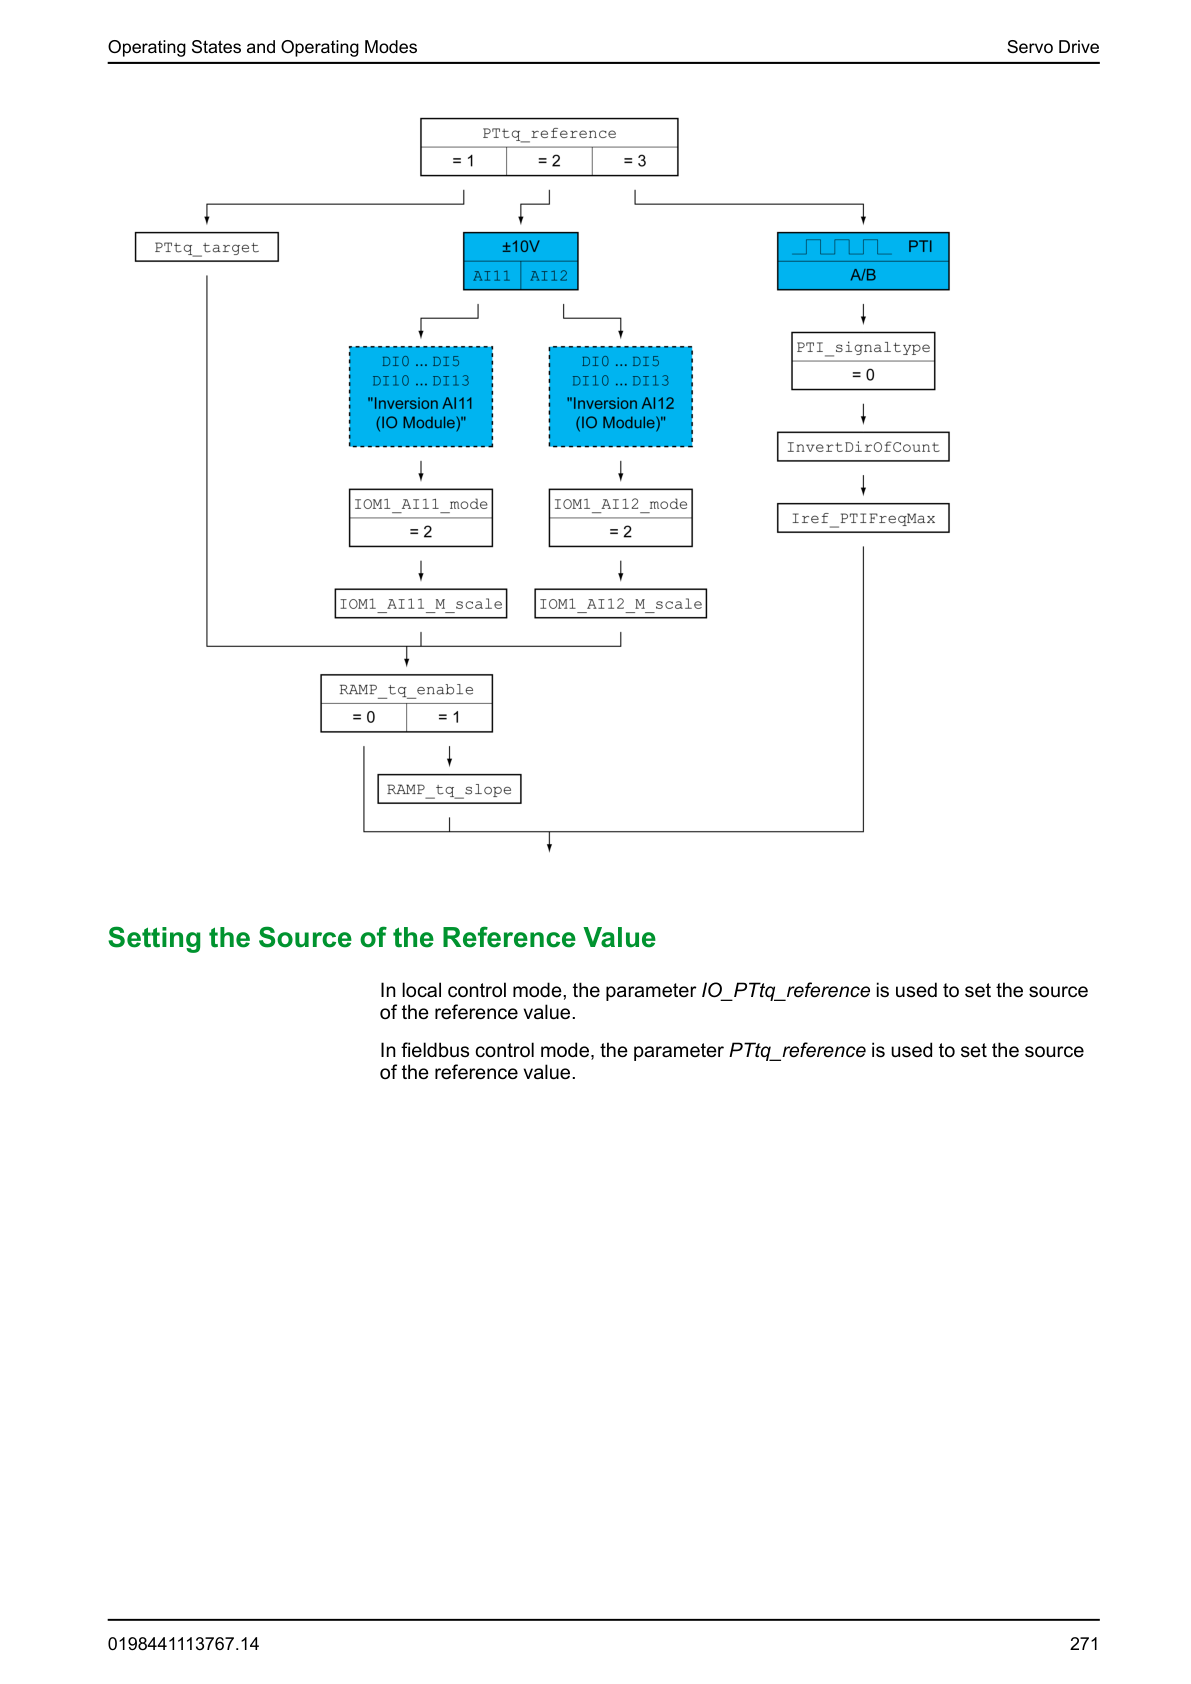 Operating States and Operating Modes Servo Drive
PTtq_reference
= 1 = 2 = 3
PTtq_target
±10V
AI11 AI12
PTI
A/B
DI0 ... DI5
DI10 ... DI13
"Inversion AI11
(IO Module)"
DI0 ... DI5
DI10 ... DI13
"Inversion AI12
(IO Module)"
PTI_signaltype
= 0
InvertDirOfCount
Iref_PTIFreqMax
IOM1_AI11_mode
= 2
IOM1_AI12_mode
= 2
IOM1_AI11_M_scale
IOM1_AI12_M_scale
RAMP_tq_enable
= 0 = 1
RAMP_tq_slope
Setting the Source of the Reference Value
In local control mode, the parameter IO_PTtq_reference is used to set the source
of the reference value.
In fieldbus control mode, the parameter PTtq_reference is used to set the source
of the reference value.
0198441113767.14 271